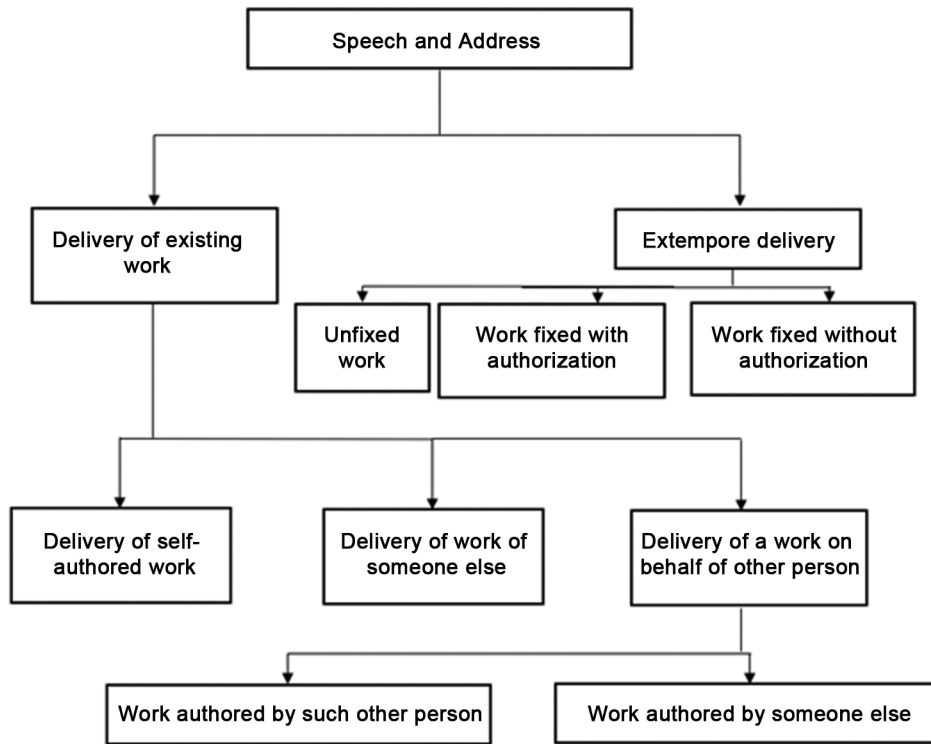 Speech and Address
Delivery of existing
work
Extempore delivery
Unfixed
work
Work fixed with
authorization
Work fixed without
authorization
Delivery of self-
authored work
Delivery of work of
someone else
Delivery of a work on
behalf of other person
Work authored by such other person
Work authored by someone else